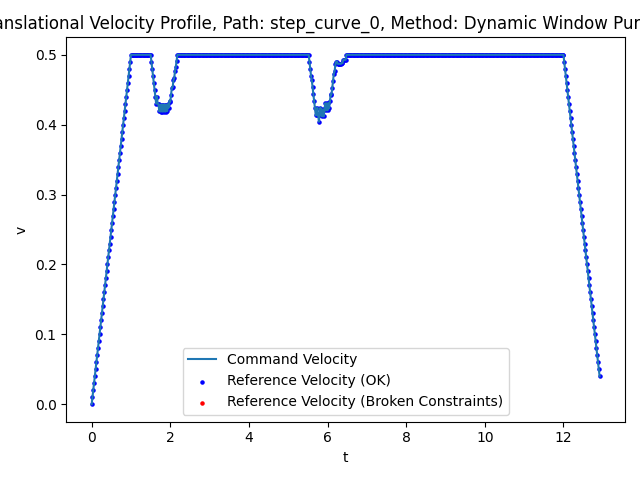 anslational Velocity Profile, Path: step_curve_0, Method: Dynamic Window Pur
0.5
0.4
0.3
0.2
0.1
0.0
v
Command Velocity
Reference Velocity (OK)
Reference Velocity (Broken Constraints)
0 2 4 6 8 10 12
t